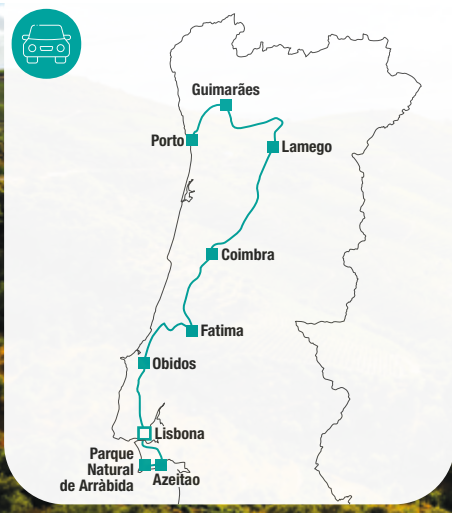 Guimarães
Porto
Lamego
Coimbra
Fatima
Obidos
Lisbona
Parque
Natural
de Arràbida
Azeitao